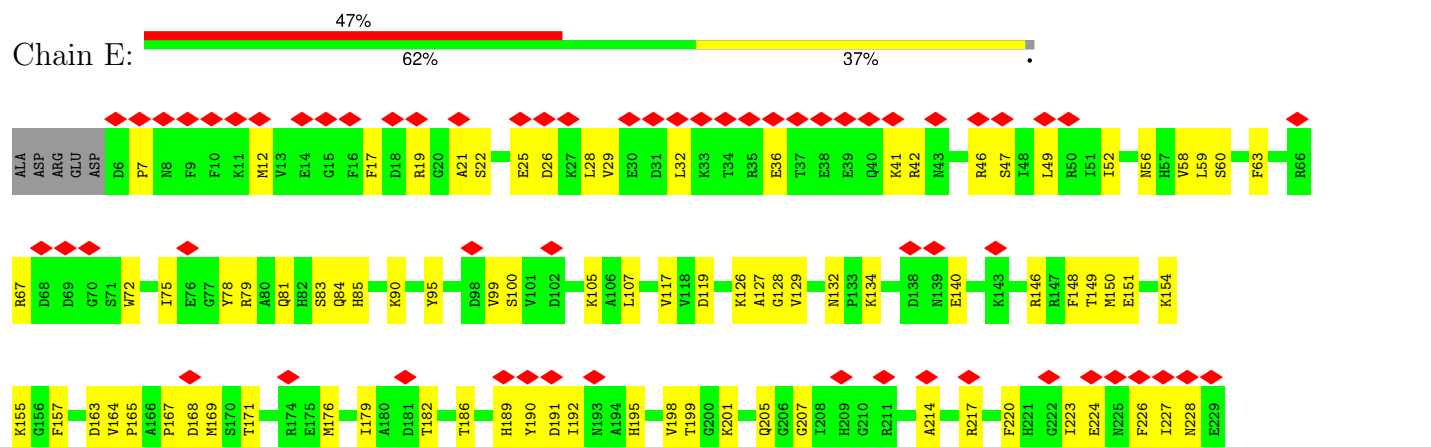 47%
Chain E:
62% 37% •
ALA ASP ARG GLU ASP D6 P7 N8 F9 F10 K11 M12 V13 E14 G15 F16 F17 D18 R19 G20 A21 S22 E25 D26 K27 L28 V29 E30 D31 L32 K33 T34 R35 E36 T37 E38 E39 Q40 K41 R42 N43 R46 S47 I48 L49 R50 I51 I52 N56 H57 V58 L59 S60 F63 R66
R67 D68 D69 G70 S71 W72 I75 E76 G77 Y78 R79 A80 Q81 H82 S83 Q84 H85 K90 Y95 D98 V99 S100 V101 D102 K105 A106 L107 V117 V118 D119 K126 A127 G128 V129 N132 P133 K134 D138 N139 E140 K143 R146 R147 F148 T149 M150 E151 K154
K155 G156 F157 D163 V164 P165 A166 P167 D168 M169 S170 T171 R174 E175 M176 I179 A180 D181 T182 T186 H189 Y190 D191 I192 N193 A194 H195 V198 T199 G200 K201 Q205 G206 G207 I208 H209 G210 R211 A214 R217 F220 H221 G222 I223 E224 N225 F226 I227 N228 E229